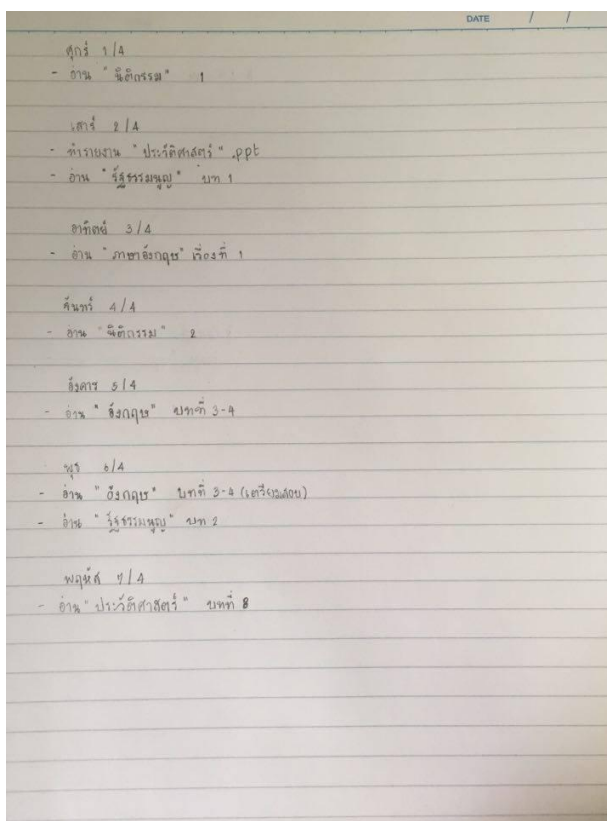 DATE / /
ศุกร์ 1/4
- อ่าน "นิติกรรม" 1
เสาร์ 2/4
- ทำรายงาน "ประวัติศาสตร์" .ppt
- อ่าน "รัฐธรรมนูญ" บท 1
อาทิตย์ 3/4
- อ่าน "ภาษาอังกฤษ" เรื่องที่ 1
จันทร์ 4/4
- อ่าน "นิติกรรม" 2
อังคาร 5/4
- อ่าน "อังกฤษ" บทที่ 3-4
พุธ 6/4
- อ่าน "อังกฤษ" บทที่ 3-4 (เตรียมสอบ)
- อ่าน "รัฐธรรมนูญ" บท 2
พฤหัส 7/4
- อ่าน "ประวัติศาสตร์" บทที่ 8